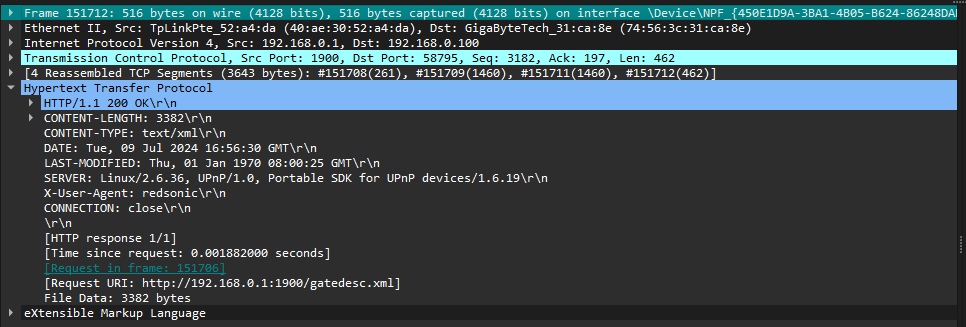 Frame 151712: 516 bytes on wire (4128 bits), 516 bytes captured (4128 bits) on interface \Device\NPF_{450E1D9A-3BA1-4B05-B624-86248DA
Ethernet II, Src: TpLinkPte_52:a4:da (40:ae:30:52:a4:da), Dst: GigaByteTech_31:ca:8e (74:56:3c:31:ca:8e)
Internet Protocol Version 4, Src: 192.168.0.1, Dst: 192.168.0.100
Transmission Control Protocol, Src Port: 1900, Dst Port: 58795, Seq: 3182, Ack: 197, Len: 462
[4 Reassembled TCP Segments (3643 bytes): #151708(261), #151709(1460), #151711(1460), #151712(462)]
Hypertext Transfer Protocol
HTTP/1.1 200 OK\r\n
CONTENT-LENGTH: 3382\r\n
CONTENT-TYPE: text/xml\r\n
DATE: Tue, 09 Jul 2024 16:56:30 GMT\r\n
LAST-MODIFIED: Thu, 01 Jan 1970 08:00:25 GMT\r\n
SERVER: Linux/2.6.36, UPnP/1.0, Portable SDK for UPnP devices/1.6.19\r\n
X-User-Agent: redsonic\r\n
CONNECTION: close\r\n
\r\n
[HTTP response 1/1]
[Time since request: 0.001882000 seconds]
[Request in frame: 151706]
[Request URI: http://192.168.0.1:1900/gatedesc.xml]
File Data: 3382 bytes
eXtensible Markup Language